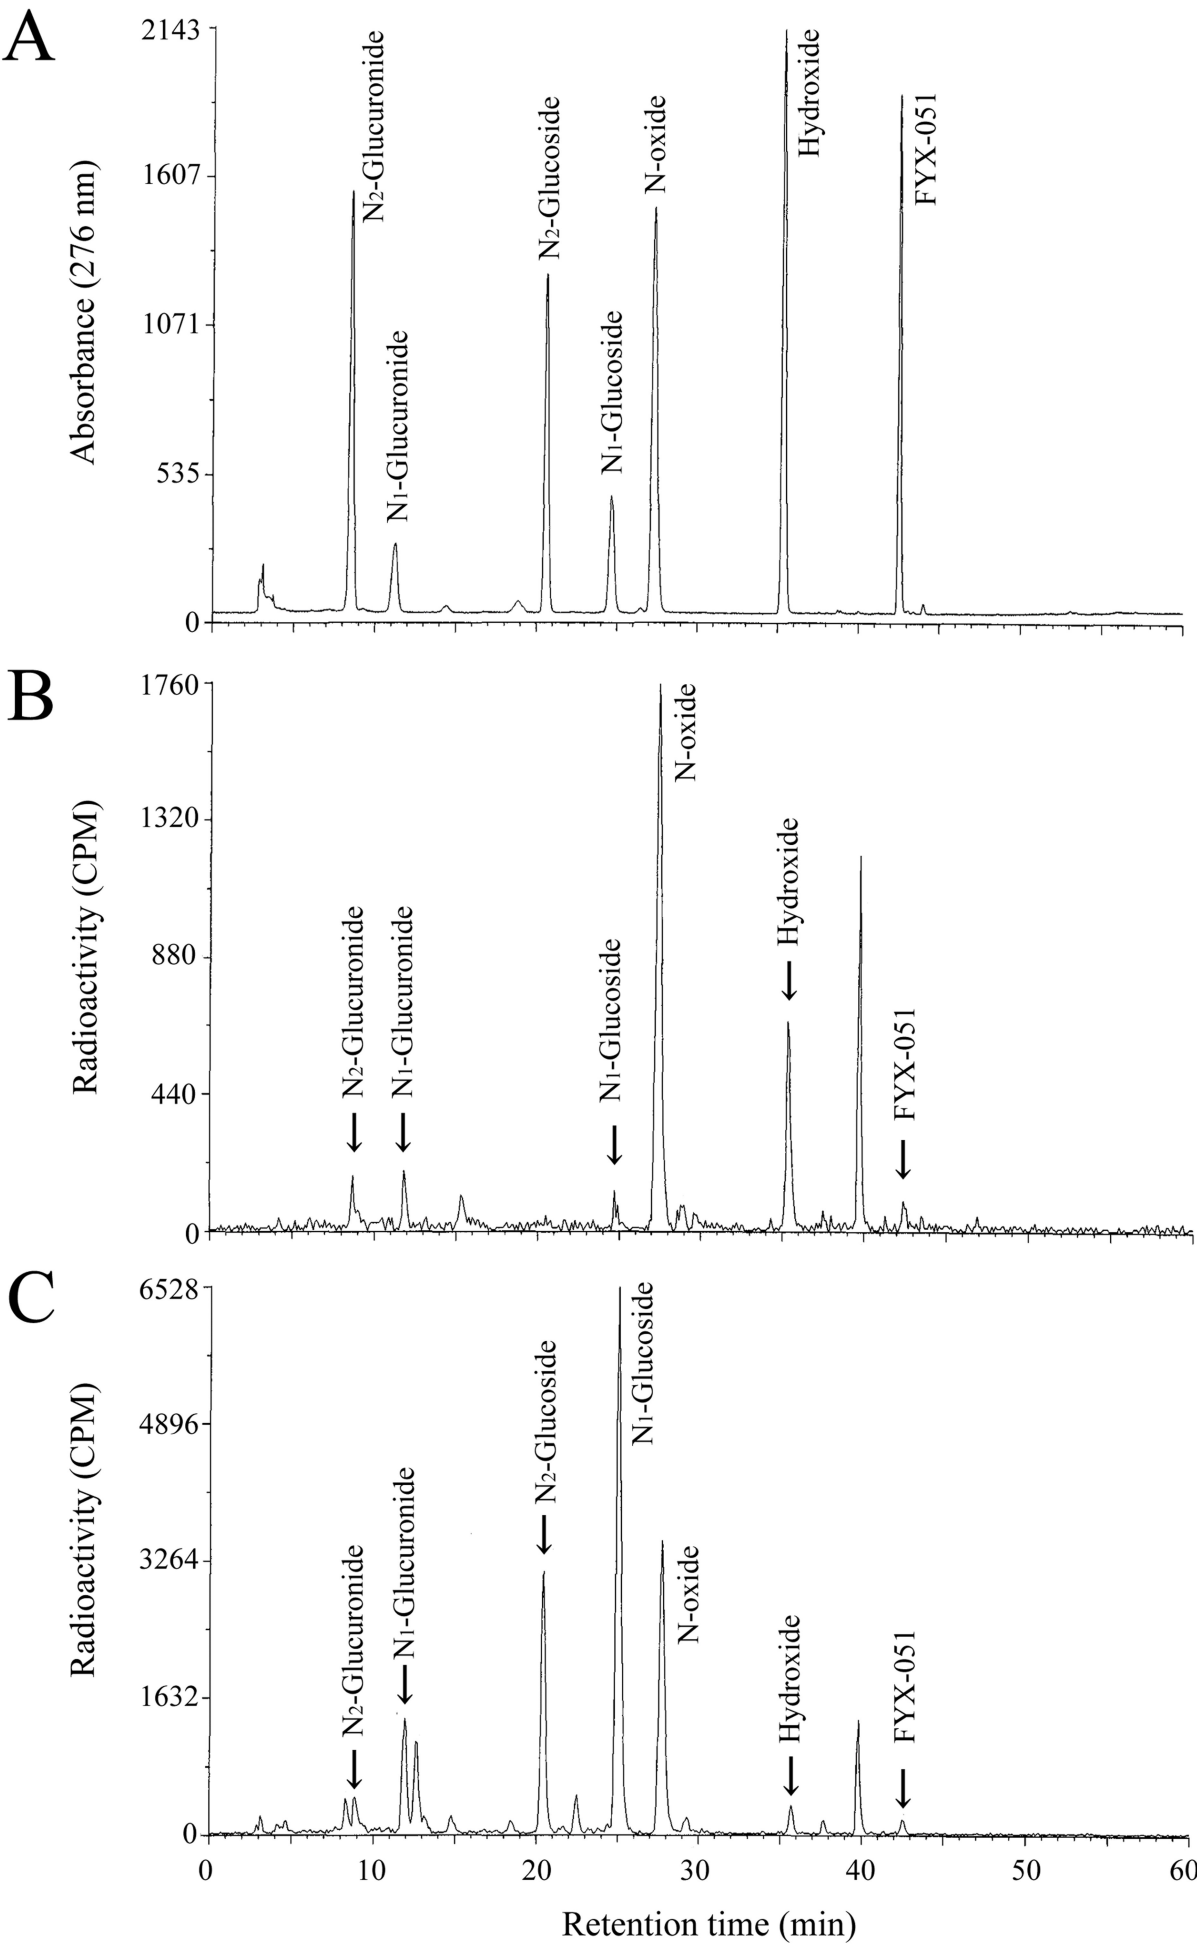 A
Absorbance (276 nm)
2143
1607
1071
535
0
N2-Glucuronide
N1-Glucuronide
N2-Glucoside
N1-Glucoside
N-oxide
Hydroxide
FYX-051
B
Radioactivity (CPM)
1760
1320
880
440
0
N2-Glucuronide
N1-Glucuronide
N1-Glucoside
N-oxide
Hydroxide
FYX-051
C
Radioactivity (CPM)
6528
4896
3264
1632
0
N2-Glucuronide
N1-Glucuronide
N2-Glucoside
N1-Glucoside
N-oxide
Hydroxide
FYX-051
0 10 20 30 40 50 60
Retention time (min)